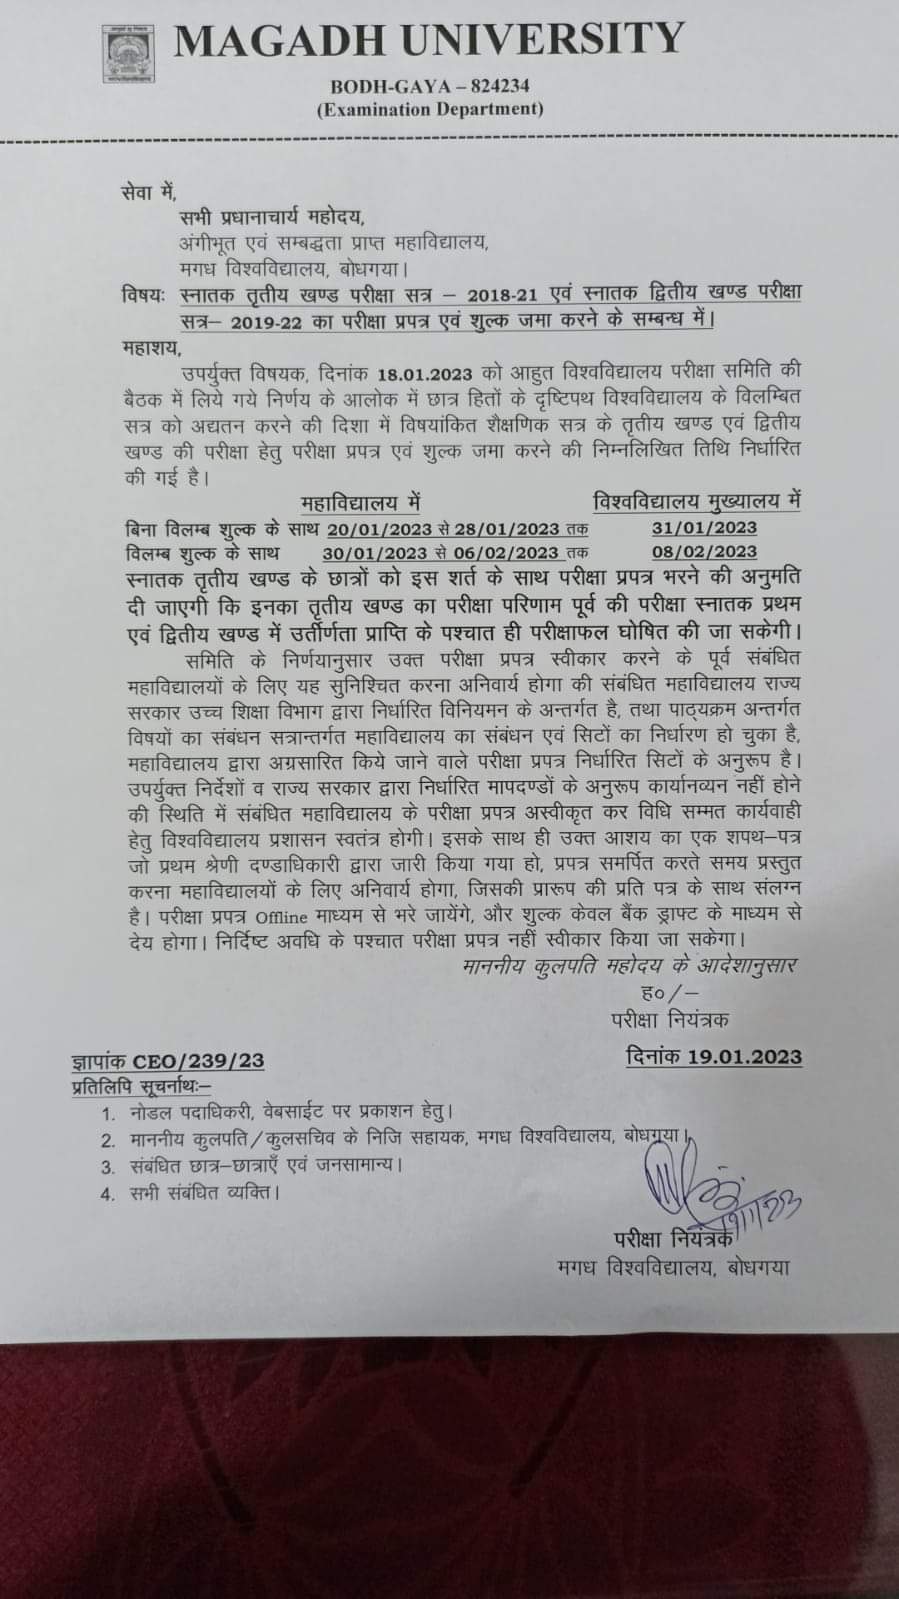 MAGADH UNIVERSITY
BODH-GAYA – 824234
(Examination Department)
सेवा में,
सभी प्रधानाचार्य महोदय,
अंगीभूत एवं सम्बद्धता प्राप्त महाविद्यालय,
मगध विश्वविद्यालय, बोधगया।
विषयः स्नातक तृतीय खण्ड परीक्षा सत्र – 2018-21 एवं स्नातक द्वितीय खण्ड परीक्षा
सत्र– 2019-22 का परीक्षा प्रपत्र एवं शुल्क जमा करने के सम्बन्ध में।
महाशय,
उपर्युक्त विषयक, दिनांक 18.01.2023 को आहुत विश्वविद्यालय परीक्षा समिति की
बैठक में लिये गये निर्णय के आलोक में छात्र हितों के दृष्टिपथ विश्वविद्यालय के विलम्बित
सत्र को अद्यतन करने की दिशा में विषयांकित शैक्षणिक सत्र के तृतीय खण्ड एवं द्वितीय
खण्ड की परीक्षा हेतु परीक्षा प्रपत्र एवं शुल्क जमा करने की निम्नलिखित तिथि निर्धारित
की गई है।
महाविद्यालय में विश्वविद्यालय मुख्यालय में
बिना विलम्ब शुल्क के साथ 20/01/2023 से 28/01/2023 तक 31/01/2023
विलम्ब शुल्क के साथ 30/01/2023 से 06/02/2023 तक 08/02/2023
स्नातक तृतीय खण्ड के छात्रों को इस शर्त के साथ परीक्षा प्रपत्र भरने की अनुमति
दी जाएगी कि इनका तृतीय खण्ड का परीक्षा परिणाम पूर्व की परीक्षा स्नातक प्रथम
एवं द्वितीय खण्ड में उर्तीणता प्राप्ति के पश्चात ही परीक्षाफल घोषित की जा सकेगी।
समिति के निर्णयानुसार उक्त परीक्षा प्रपत्र स्वीकार करने के पूर्व संबंधित
महाविद्यालयों के लिए यह सुनिश्चित करना अनिवार्य होगा की संबंधित महाविद्यालय राज्य
सरकार उच्च शिक्षा विभाग द्वारा निर्धारित विनियमन के अन्तर्गत है, तथा पाठ्यक्रम अन्तर्गत
विषयों का संबंधन सत्रान्तर्गत महाविद्यालय का संबंधन एवं सिटों का निर्धारण हो चुका है,
महाविद्यालय द्वारा अग्रसारित किये जाने वाले परीक्षा प्रपत्र निर्धारित सिटों के अनुरूप है।
उपर्युक्त निर्देशों व राज्य सरकार द्वारा निर्धारित मापदण्डों के अनुरूप कार्यानव्यन नहीं होने
की स्थिति में संबंधित महाविद्यालय के परीक्षा प्रपत्र अस्वीकृत कर विधि सम्मत कार्यवाही
हेतु विश्वविद्यालय प्रशासन स्वतंत्र होगी। इसके साथ ही उक्त आशय का एक शपथ–पत्र
जो प्रथम श्रेणी दण्डाधिकारी द्वारा जारी किया गया हो, प्रपत्र समर्पित करते समय प्रस्तुत
करना महाविद्यालयों के लिए अनिवार्य होगा, जिसकी प्रारूप की प्रति पत्र के साथ संलग्न
है। परीक्षा प्रपत्र Offline माध्यम से भरे जायेंगे, और शुल्क केवल बैंक ड्राफ्ट के माध्यम से
देय होगा। निर्दिष्ट अवधि के पश्चात परीक्षा प्रपत्र नहीं स्वीकार किया जा सकेगा।
माननीय कुलपति महोदय के आदेशानुसार
ह०/–
परीक्षा नियंत्रक
ज्ञापांक CEO/239/23 दिनांक 19.01.2023
प्रतिलिपि सूचर्नाथः–
1. नोडल पदाधिकरी, वेबसाईट पर प्रकाशन हेतु।
2. माननीय कुलपति/कुलसचिव के निजि सहायक, मगध विश्वविद्यालय, बोधगया।
3. संबंधित छात्र–छात्राएँ एवं जनसामान्य।
4. सभी संबंधित व्यक्ति।
19/1/23
परीक्षा नियंत्रक
मगध विश्वविद्यालय, बोधगया